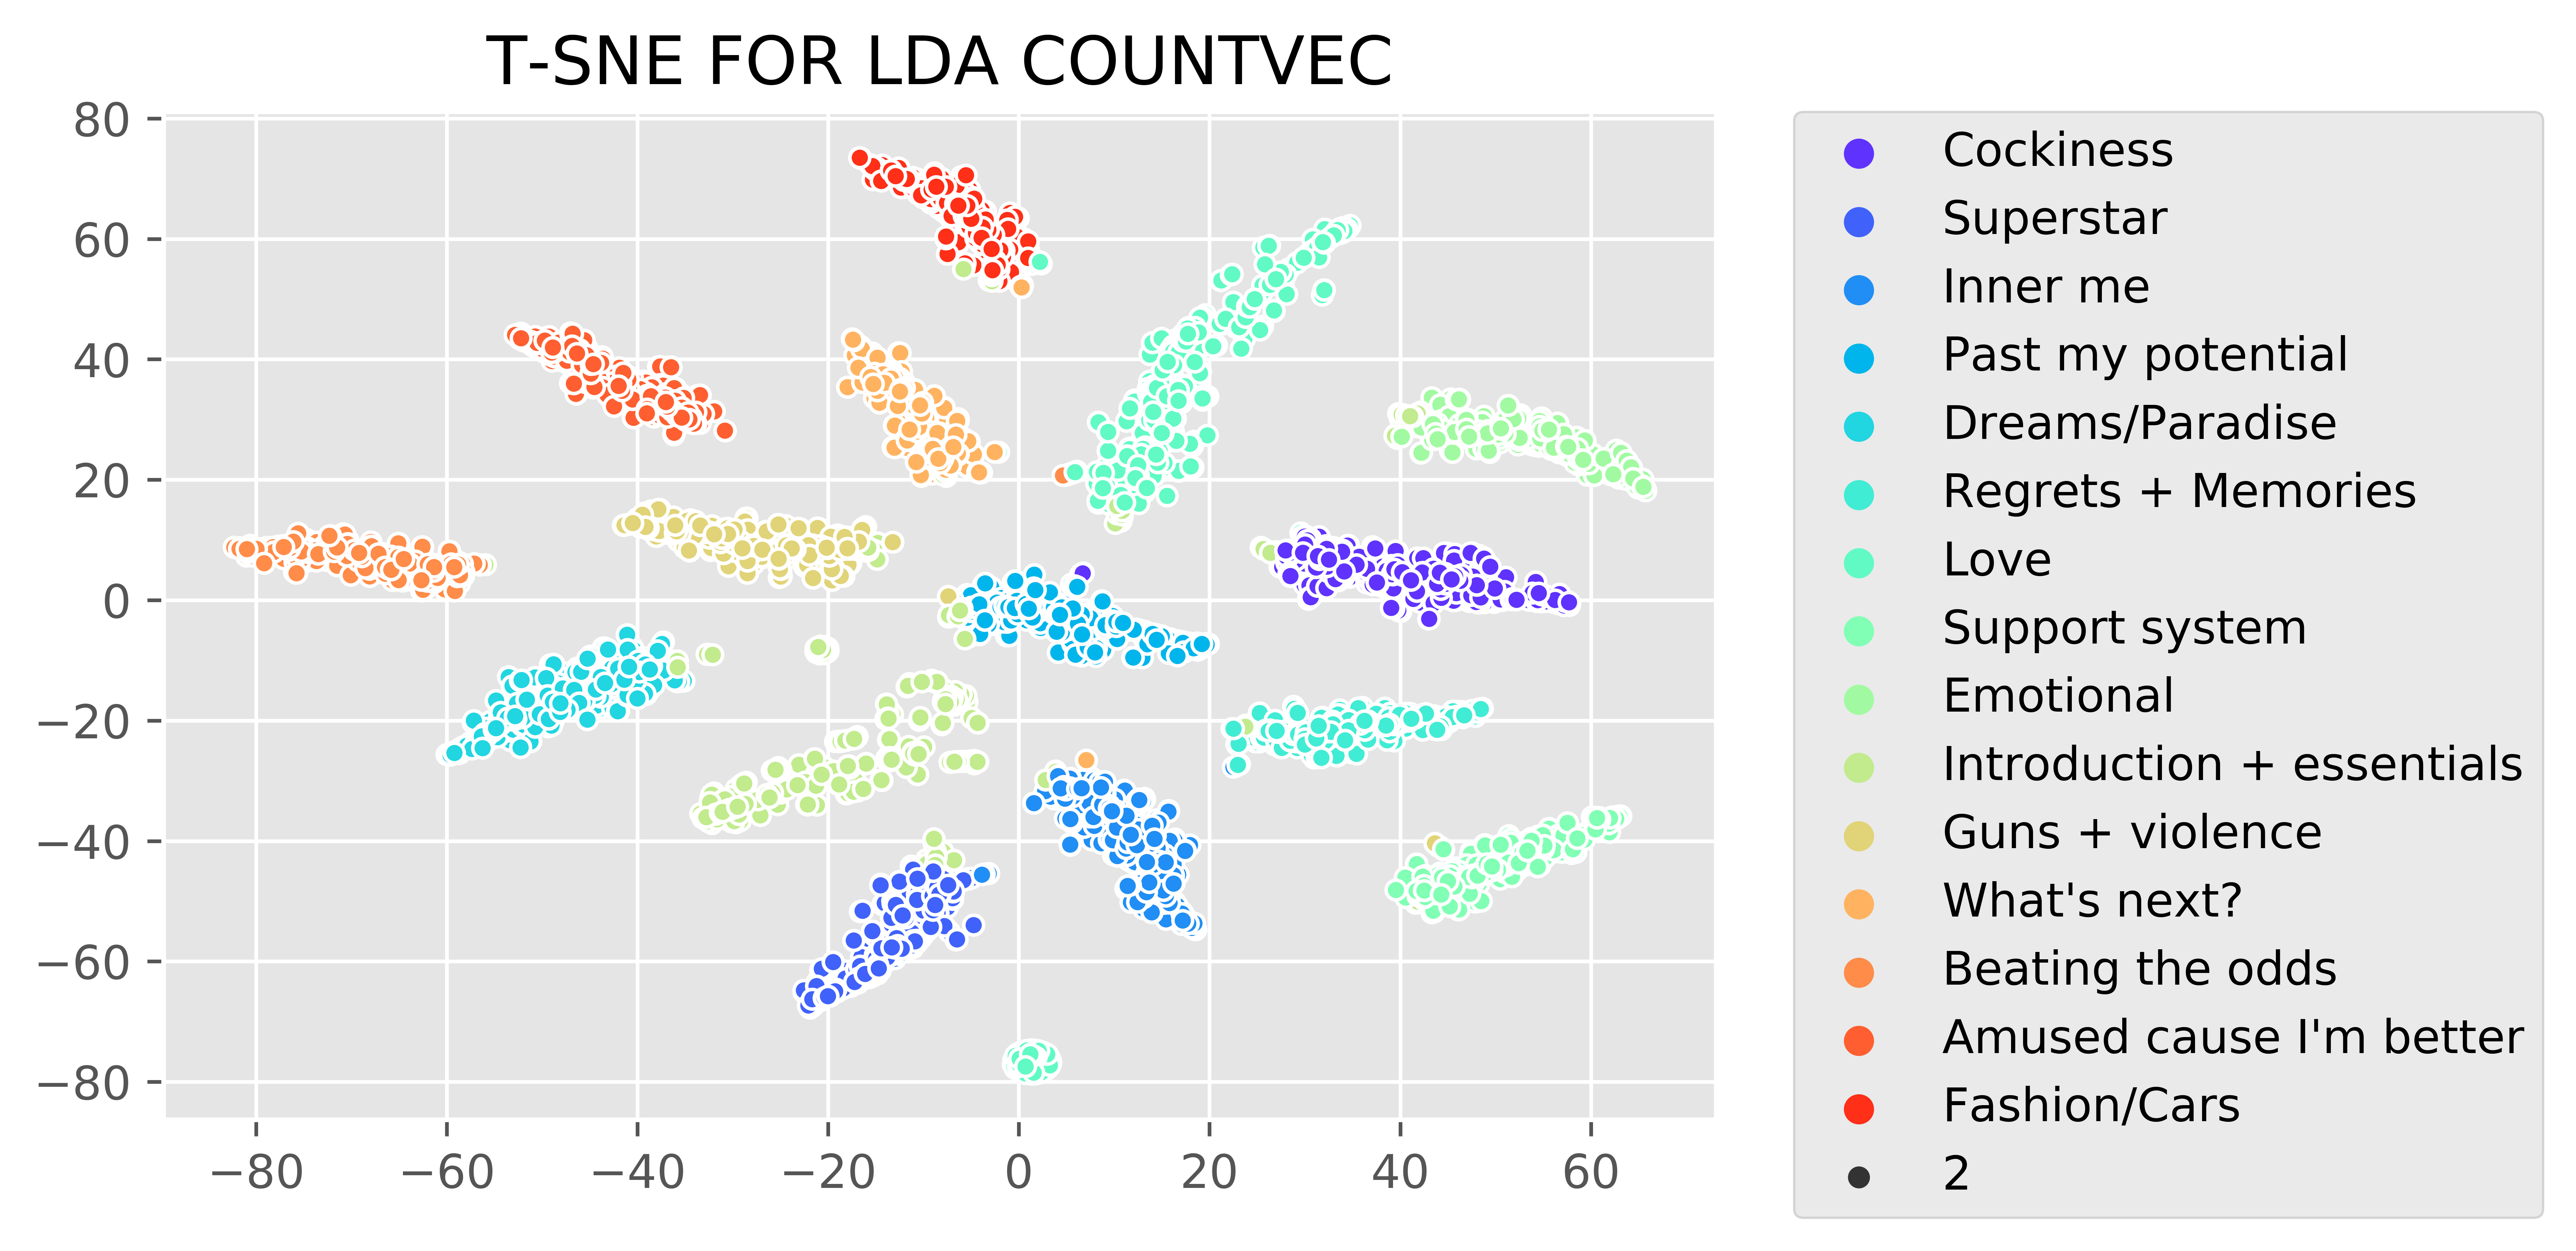 T-SNE FOR LDA COUNTVEC
80
60
40
20
0
−20
−40
−60
−80
−80 −60 −40 −20 0 20 40 60
Cockiness
Superstar
Inner me
Past my potential
Dreams/Paradise
Regrets + Memories
Love
Support system
Emotional
Introduction + essentials
Guns + violence
What's next?
Beating the odds
Amused cause I'm better
Fashion/Cars
2